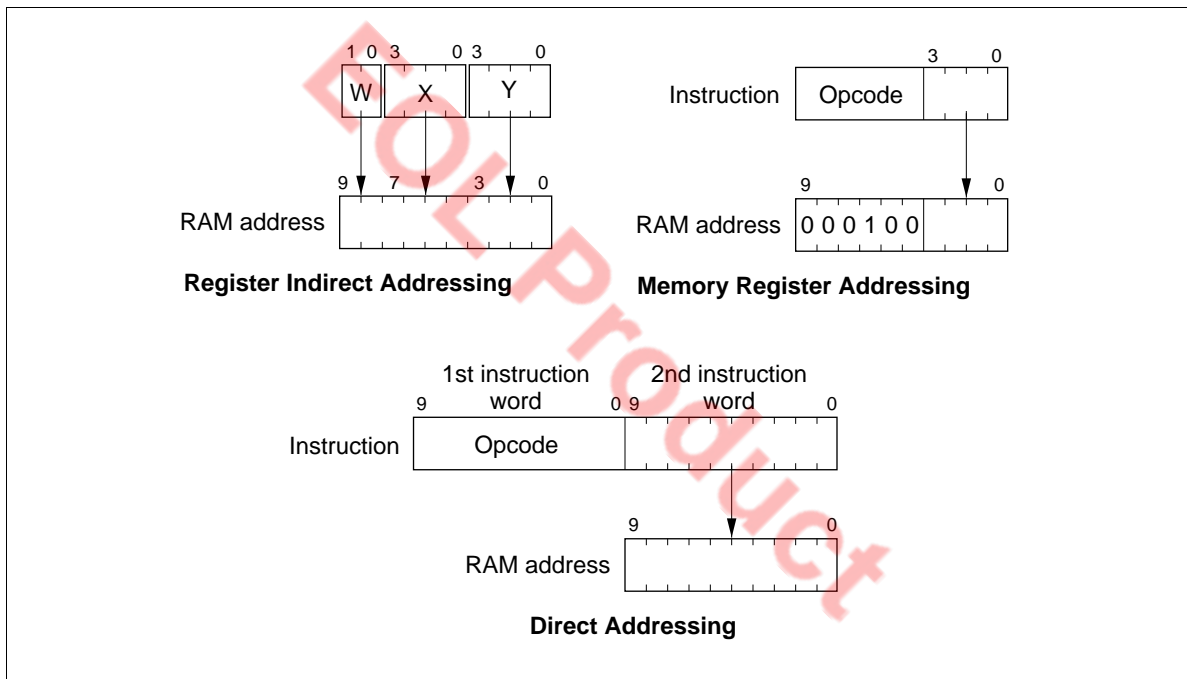 1 0 3 0 3 0
W X Y
9 7 3 0
RAM address
Register Indirect Addressing
3 0
Instruction Opcode
9 0
RAM address 0 0 0 1 0 0
Memory Register Addressing
1st instruction word 2nd instruction word
9 0 9 0
Instruction Opcode
9 0
RAM address
Direct Addressing
EOL Product